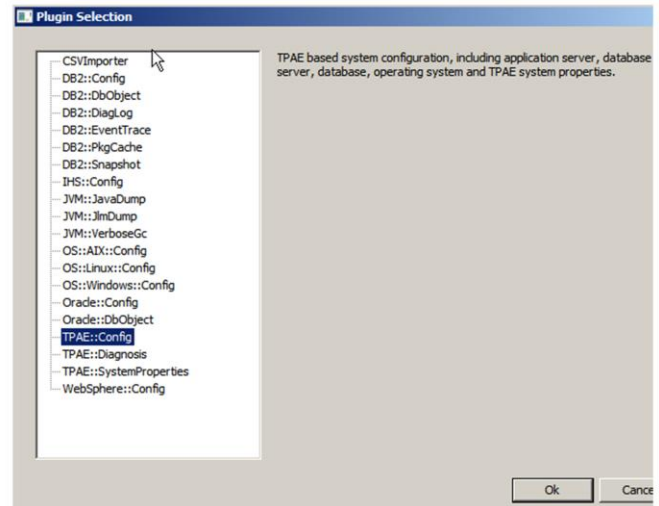 Plugin Selection
CSVImporter
DB2::Config
DB2::DbObject
DB2::DiagLog
DB2::EventTrace
DB2::PkgCache
DB2::Snapshot
IHS::Config
JVM::JavaDump
JVM::JlmDump
JVM::VerboseGc
OS::AIX::Config
OS::Linux::Config
OS::Windows::Config
Oracle::Config
Oracle::DbObject
TPAE::Config
TPAE::Diagnosis
TPAE::SystemProperties
WebSphere::Config
TPAE based system configuration, including application server, database
server, database, operating system and TPAE system properties.
Ok
Cance